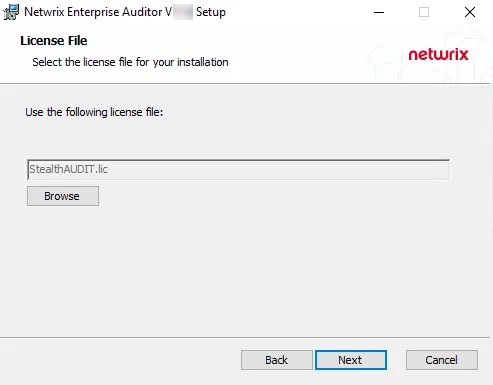 Netwrix Enterprise Auditor V Setup
License File
Select the license file for your installation
netwrix
Use the following license file:
StealthAUDIT.lic
Browse
Back
Next
Cancel